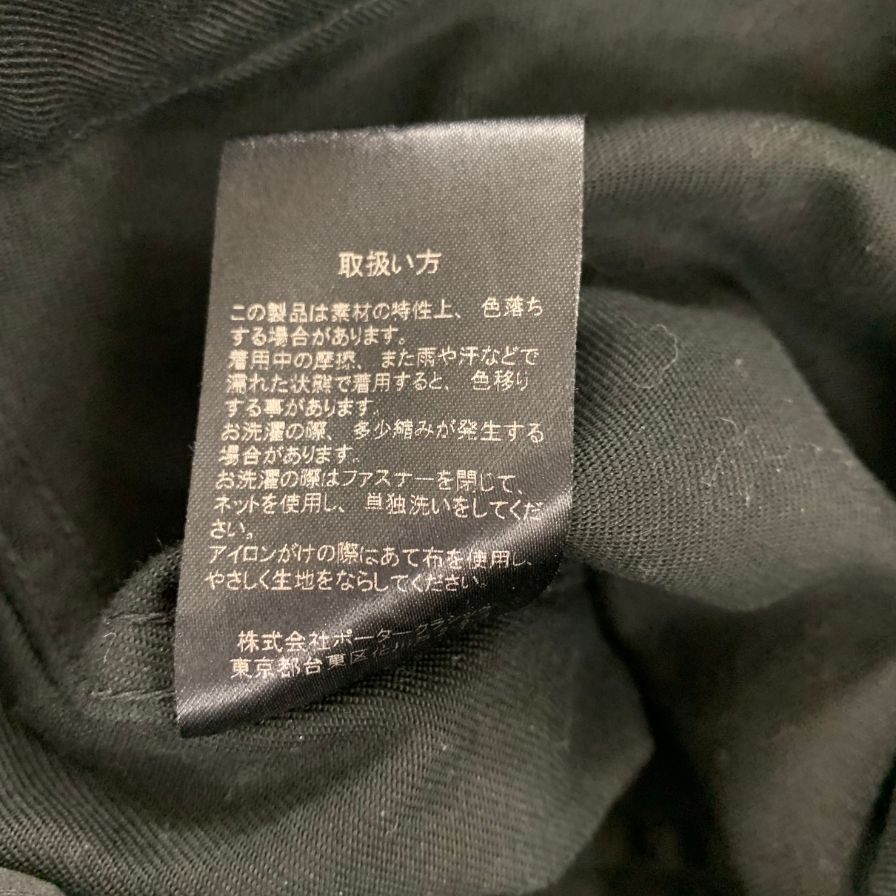 取扱い方
この製品は素材の特性上、色落ち
する場合があります。
着用中の摩擦、また雨や汗などで
濡れた状態で着用すると、色移り
する事があります。
お洗濯の際、多少縮みが発生する
場合があります。
お洗濯の際はファスナーを閉じて、
ネットを使用し、単独洗いをしてくだ
さい。
アイロンがけの際はあて布を使用し、
やさしく生地をならしてください。
株式会社ポータークラシック
東京都台東区